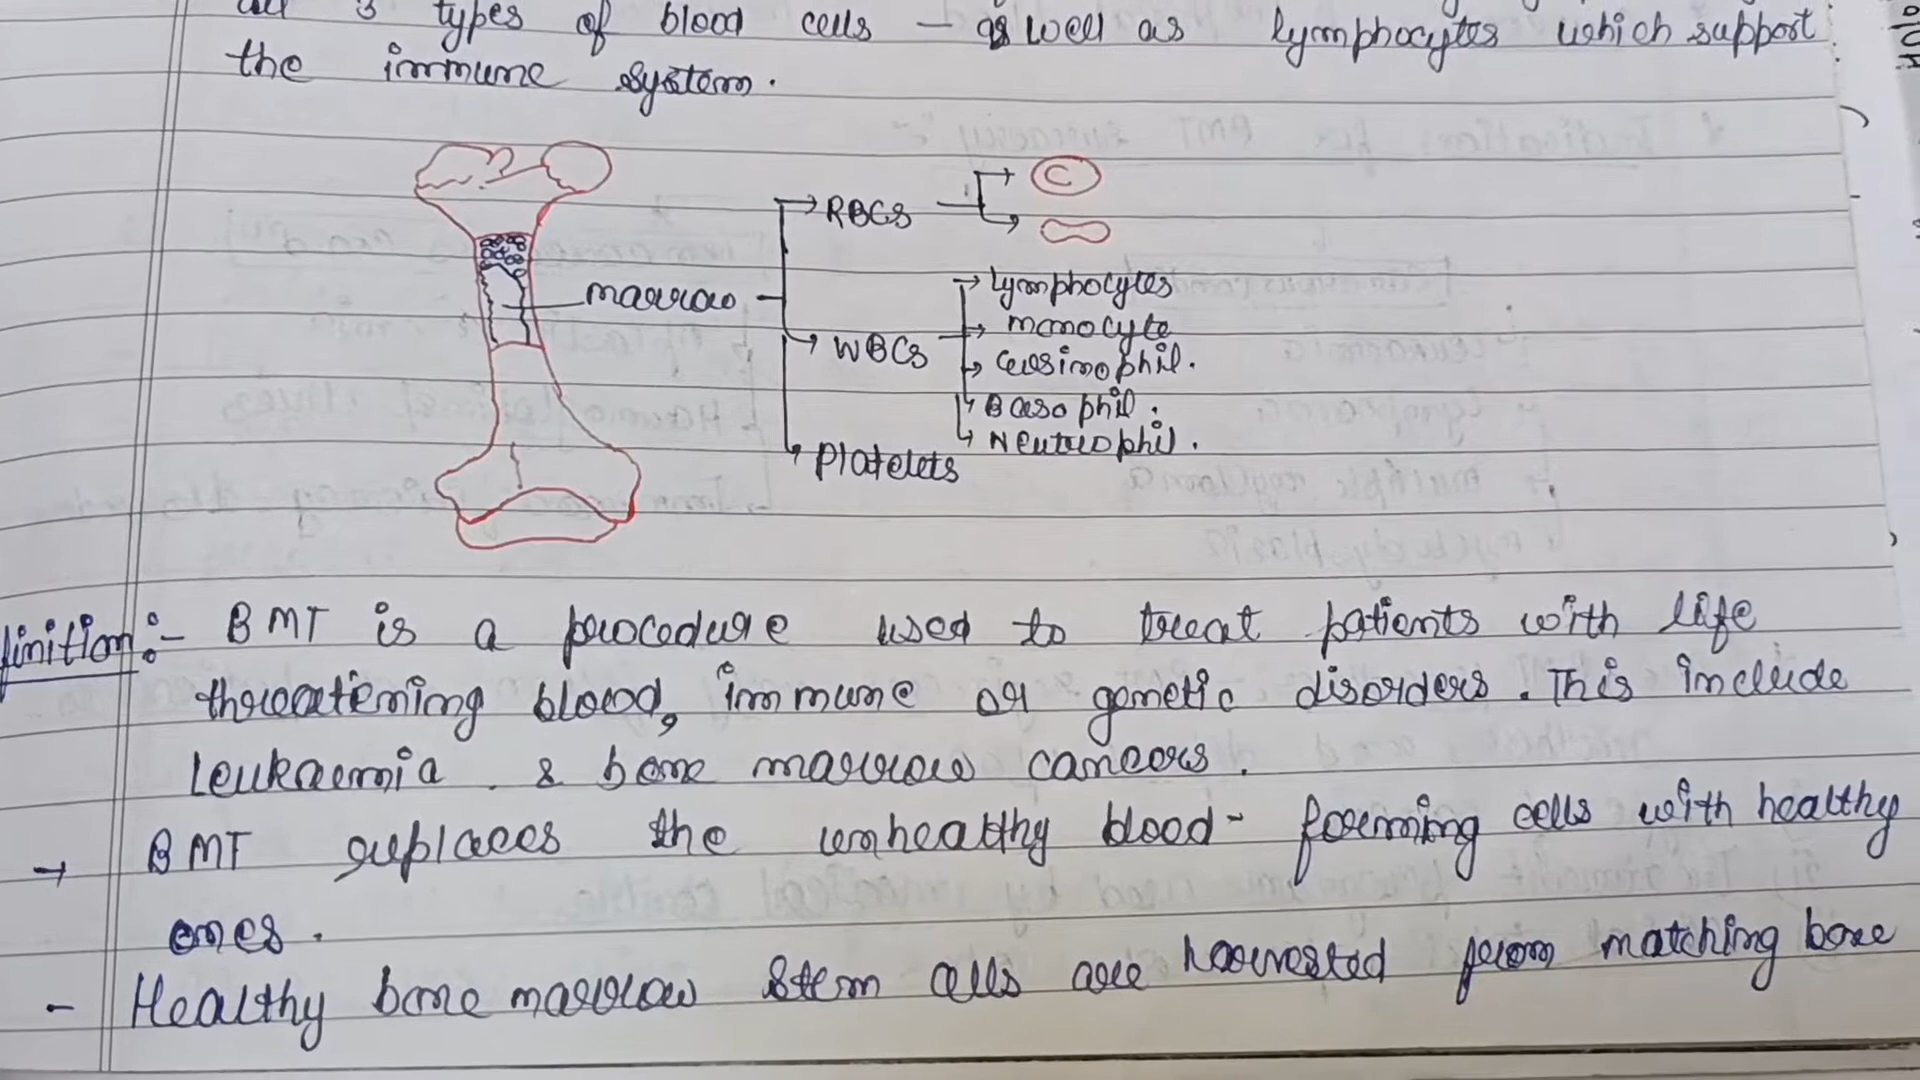 all 3 types of blood cells – as well as lymphocytes which support
the immune system.
→ RBCs
C
marrow
→ lymphocytes
→ monocyte
→ WBCs
→ Eeosinophil.
→ Basophil.
→ Neutrophil.
→ Platelets
finition :- BMT is a procedure used to treat patients with life
threatening blood, immune or genetic disorders. This include
Leukaemia & bone marrow cancers.
→ BMT replaces the unhealthy blood- forming cells with healthy
ones.
- Healthy bone marrow stem cells are harvested from matching bone